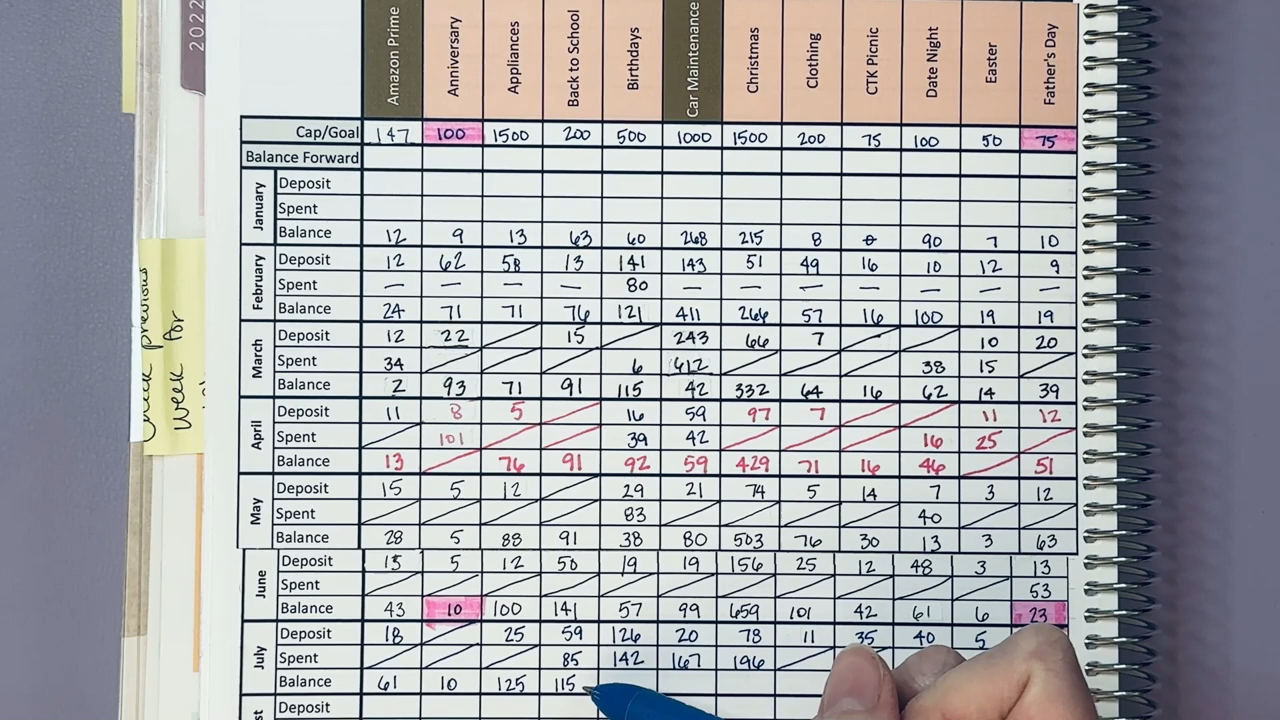 2022
Amazon Prime Anniversary Appliances Back to School Birthdays Car Maintenance Christmas Clothing CTK Picnic Date Night Easter Father's Day
Cap/Goal 147 100 1500 200 500 1000 1500 200 75 100 50 75
Balance Forward
January
Deposit
Spent
Balance 12 9 13 63 60 268 215 8 0 90 7 10
February
Deposit 12 62 58 13 141 143 51 49 16 10 12 9
Spent — — — — 80 — — — — — — —
Balance 24 71 71 76 121 411 266 57 16 100 19 19
March
Deposit 12 22 15 243 66 7 10 20
Spent 34 6 612 38 15
Balance 2 93 71 91 115 42 332 64 16 62 14 39
April
Deposit 11 8 5 16 59 97 7 11 12
Spent 101 39 42 16 25
Balance 13 76 91 92 59 429 71 16 46 51
May
Deposit 15 5 12 29 21 74 5 14 7 3 12
Spent 83 40
Balance 28 5 88 91 38 80 503 76 30 13 3 63
June
Deposit 15 5 12 50 19 19 156 25 12 48 3 13
Spent 53
Balance 43 10 100 141 57 99 659 101 42 61 6 23
July
Deposit 18 25 59 126 20 78 11 35 40 5
Spent 85 142 167 196
Balance 61 10 125 115
Deposit
previous
week for